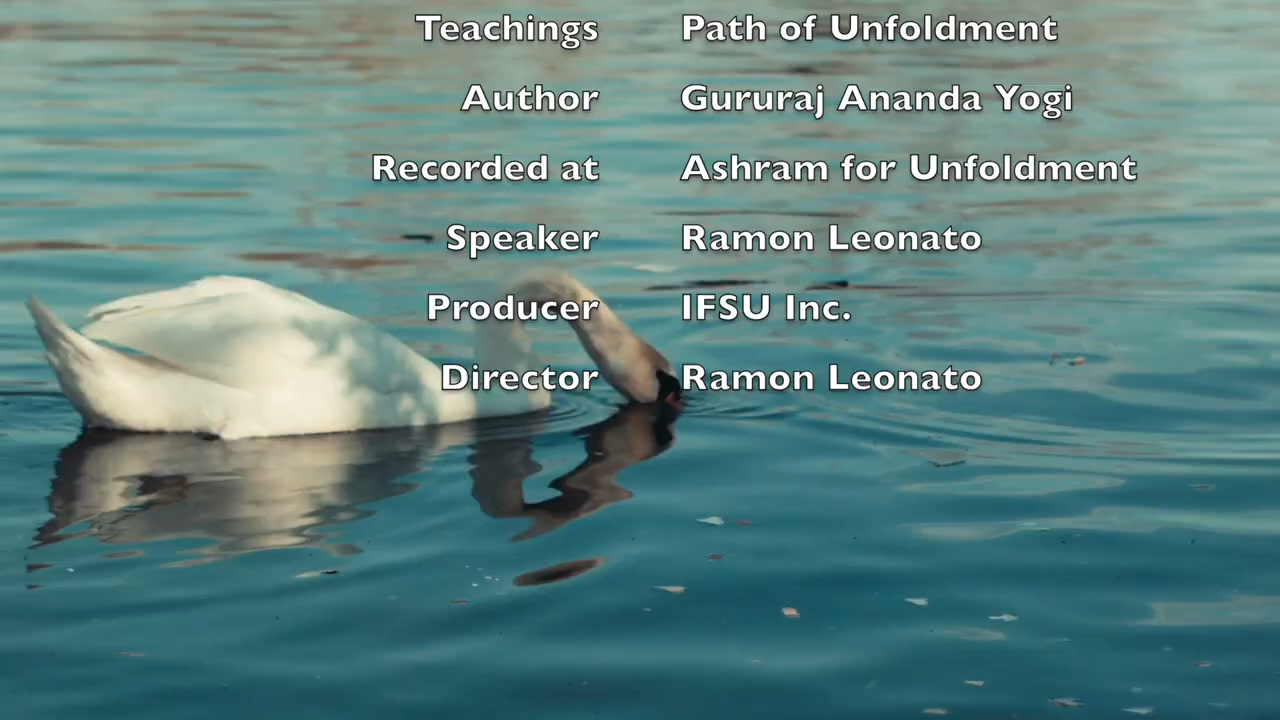 Teachings Path of Unfoldment
Author Gururaj Ananda Yogi
Recorded at Ashram for Unfoldment
Speaker Ramon Leonato
Producer IFSU Inc.
Director Ramon Leonato